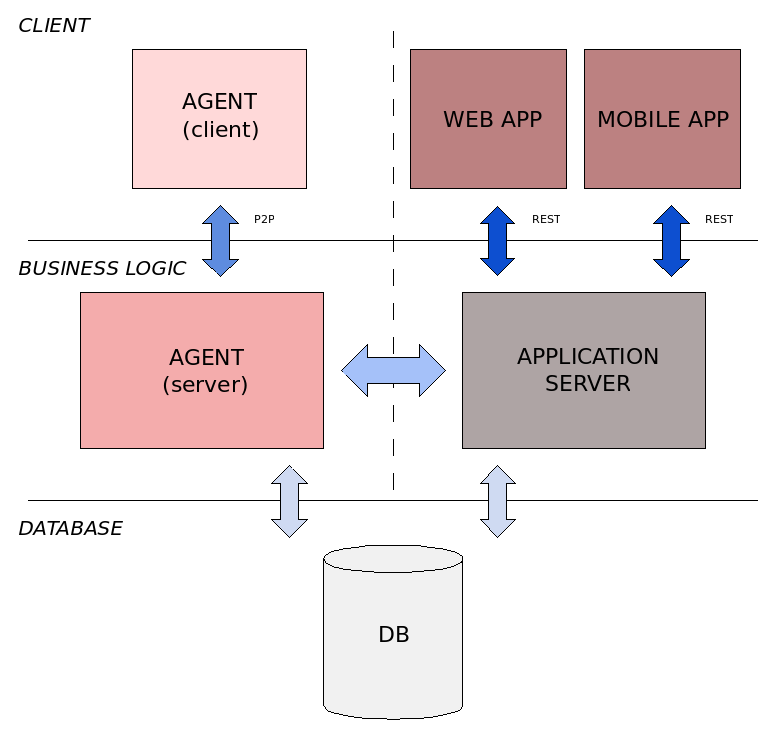 CLIENT
AGENT
(client)
WEB APP
MOBILE APP
P2P
REST
REST
BUSINESS LOGIC
AGENT
(server)
APPLICATION
SERVER
DATABASE
DB